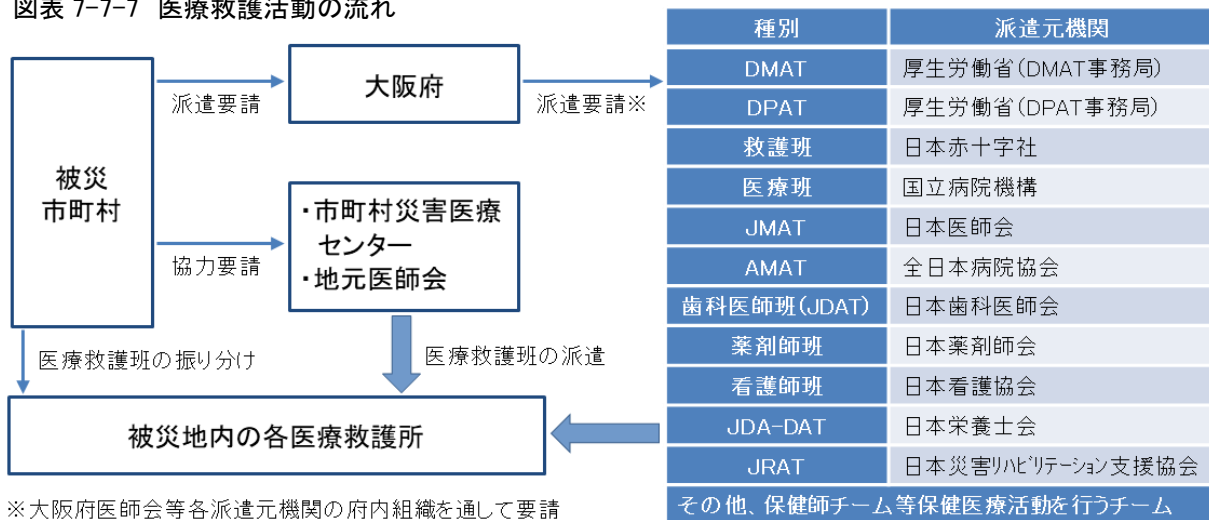 図表 7-7-7 医療救護活動の流れ
被災
市町村
派遣要請
大阪府
派遣要請※
協力要請
・市町村災害医療
センター
・地元医師会
医療救護班の振り分け
医療救護班の派遣
被災地内の各医療救護所
※大阪府医師会等各派遣元機関の府内組織を通して要請
種別 派遣元機関
DMAT 厚生労働省(DMAT事務局)
DPAT 厚生労働省(DPAT事務局)
救護班 日本赤十字社
医療班 国立病院機構
JMAT 日本医師会
AMAT 全日本病院協会
歯科医師班(JDAT) 日本歯科医師会
薬剤師班 日本薬剤師会
看護師班 日本看護協会
JDA-DAT 日本栄養士会
JRAT 日本災害ﾘﾊﾋﾞﾘﾃｰｼｮﾝ支援協会
その他、保健師チーム等保健医療活動を行うチーム